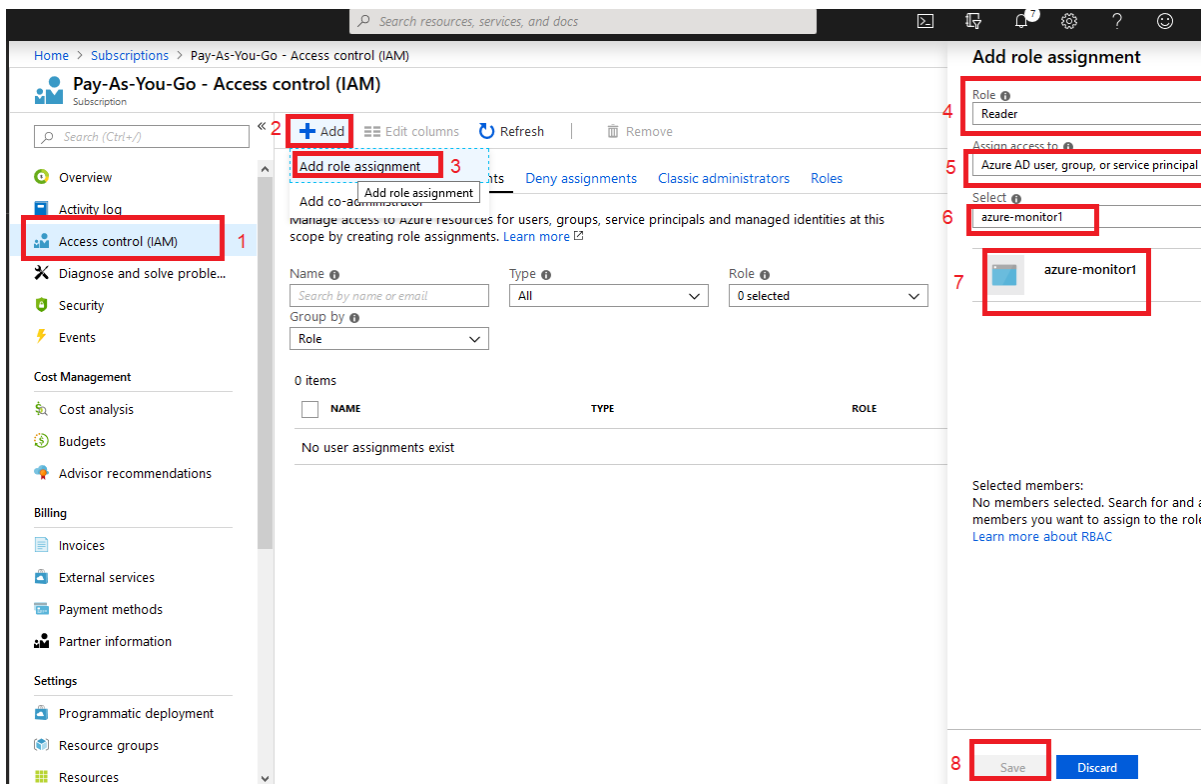 Search resources, services, and docs
7
Home > Subscriptions > Pay-As-You-Go - Access control (IAM)
Pay-As-You-Go - Access control (IAM)
Subscription
Search (Ctrl+/)
«
Overview
Activity log
Access control (IAM)
1
Diagnose and solve proble...
Security
Events
Cost Management
Cost analysis
Budgets
Advisor recommendations
Billing
Invoices
External services
Payment methods
Partner information
Settings
Programmatic deployment
Resource groups
Resources
2
Add
Edit columns
Refresh
Remove
Add role assignment
3
Add role assignment
Add co-administrator
nts
Deny assignments
Classic administrators
Roles
Manage access to Azure resources for users, groups, service principals and managed identities at this
scope by creating role assignments. Learn more
Name
Type
Role
Search by name or email
All
0 selected
Group by
Role
0 items
NAME
TYPE
ROLE
No user assignments exist
Add role assignment
4
Role
Reader
5
Assign access to
Azure AD user, group, or service principal
6
Select
azure-monitor1
7
azure-monitor1
Selected members:
No members selected. Search for and a
members you want to assign to the role
Learn more about RBAC
8
Save
Discard